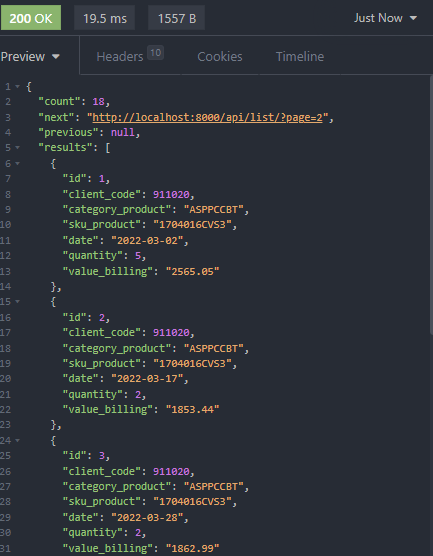 200 OK 19.5 ms 1557 B Just Now
Preview Headers 10 Cookies Timeline
1 {
2 "count": 18,
3 "next": "http://localhost:8000/api/list/?page=2",
4 "previous": null,
5 "results": [
6 {
7 "id": 1,
8 "client_code": 911020,
9 "category_product": "ASPPCCBT",
10 "sku_product": "1704016CVS3",
11 "date": "2022-03-02",
12 "quantity": 5,
13 "value_billing": "2565.05"
14 },
15 {
16 "id": 2,
17 "client_code": 911020,
18 "category_product": "ASPPCCBT",
19 "sku_product": "1704016CVS3",
20 "date": "2022-03-17",
21 "quantity": 2,
22 "value_billing": "1853.44"
23 },
24 {
25 "id": 3,
26 "client_code": 911020,
27 "category_product": "ASPPCCBT",
28 "sku_product": "1704016CVS3",
29 "date": "2022-03-28",
30 "quantity": 2,
31 "value_billing": "1862.99"